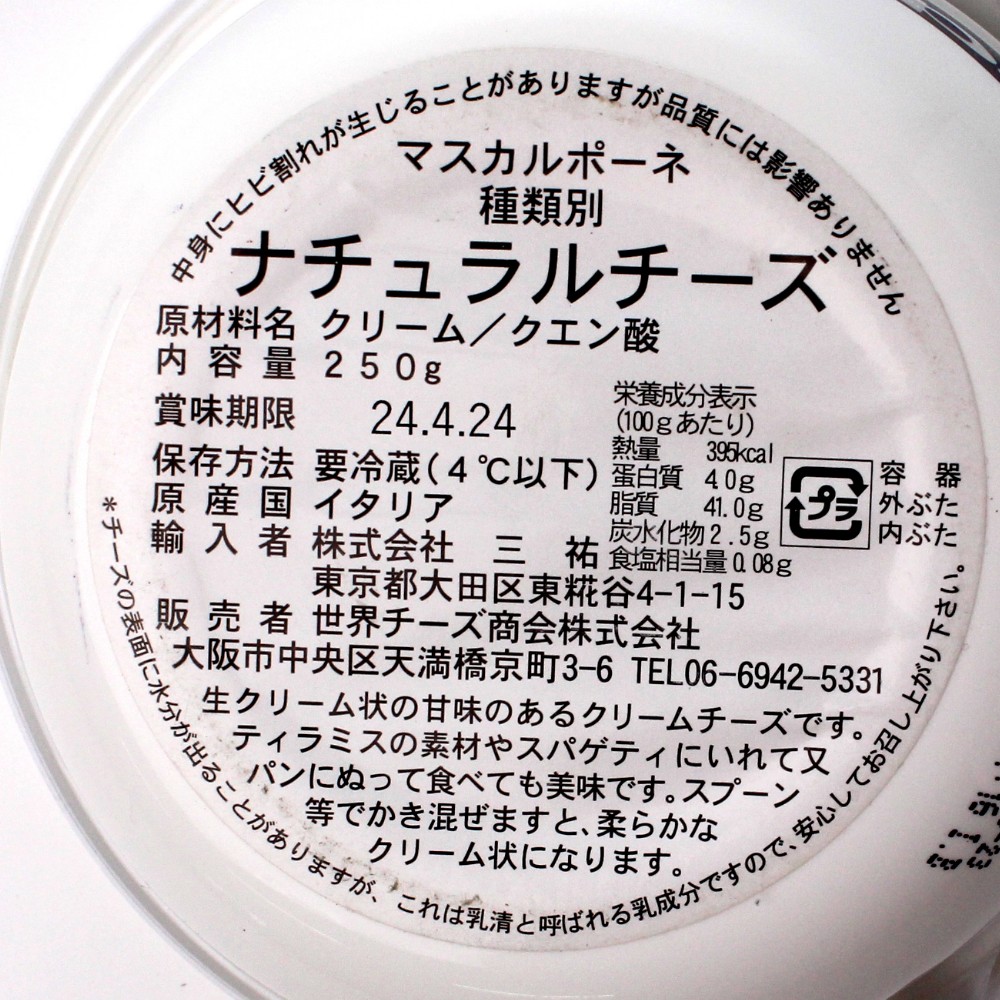 中身にヒビ割れが生じることがありますが品質には影響ありません
マスカルポーネ
種類別
ナチュラルチーズ
原材料名 クリーム／クエン酸
内容量 250g
賞味期限 24.4.24
保存方法 要冷蔵(4℃以下)
原産国 イタリア
輸入者 株式会社 三祐
東京都大田区東糀谷4-1-15
栄養成分表示
(100gあたり)
熱量 395kcal
蛋白質 4.0g
脂質 41.0g
炭水化物 2.5g
食塩相当量 0.08g
プラ
容器
外ぶた
内ぶた
販売者 世界チーズ商会株式会社
大阪市中央区天満橋京町3-6 TEL06-6942-5331
生クリーム状の甘味のあるクリームチーズです。
ティラミスの素材やスパゲティにいれて又
パンにぬって食べても美味です。スプーン
等でかき混ぜますと、柔らかな
クリーム状になります。
*チーズの表面に水分が出ることがありますが、これは乳清と呼ばれる乳成分ですので、安心してお召し上がり下さい。